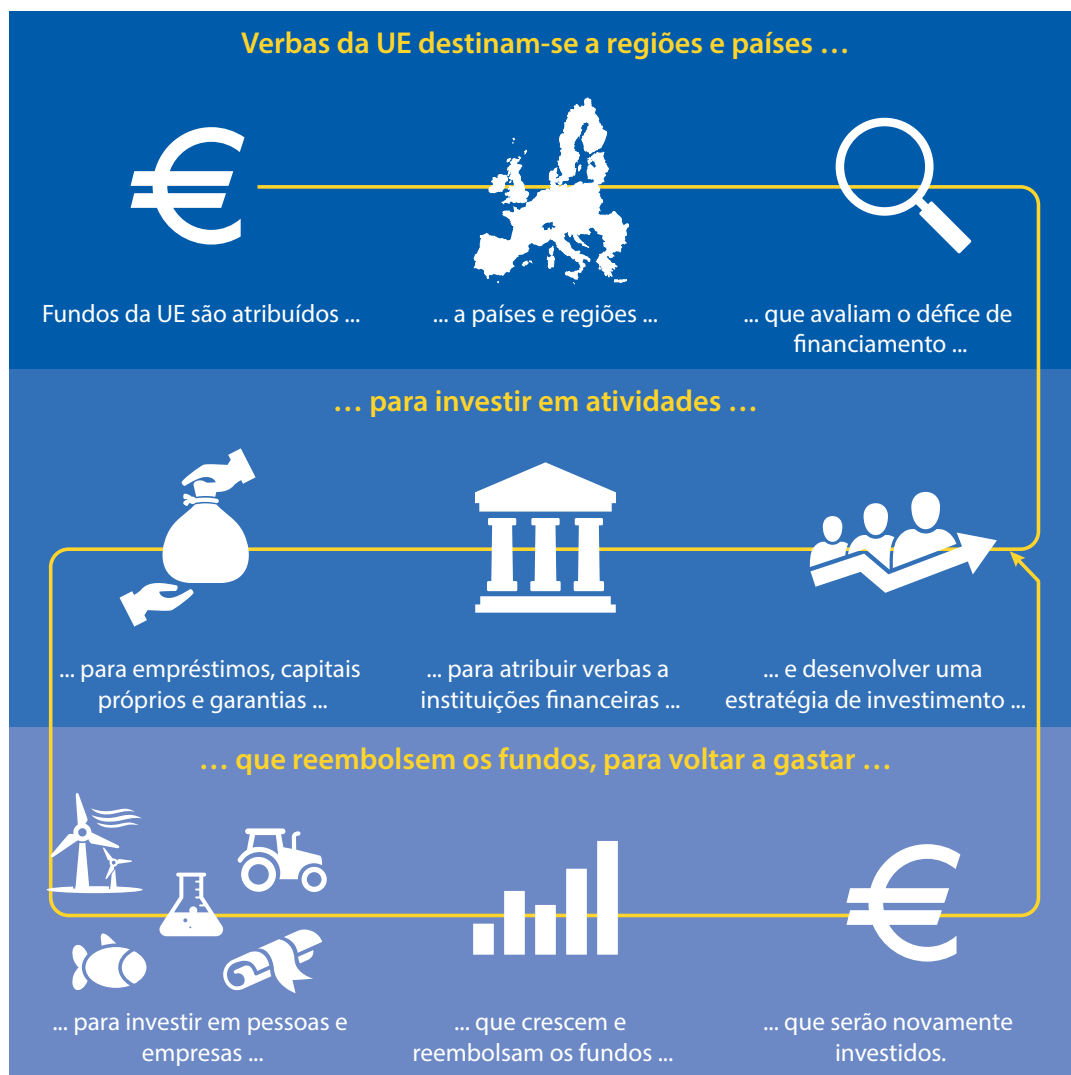 Verbas da UE destinam-se a regiões e países …
Fundos da UE são atribuídos ...
... a países e regiões ...
... que avaliam o défice de
financiamento ...
… para investir em atividades …
... para empréstimos, capitais
próprios e garantias ...
... para atribuir verbas a
instituições financeiras ...
... e desenvolver uma
estratégia de investimento ...
… que reembolsem os fundos, para voltar a gastar …
... para investir em pessoas e
empresas ...
... que crescem e
reembolsam os fundos ...
... que serão novamente
investidos.